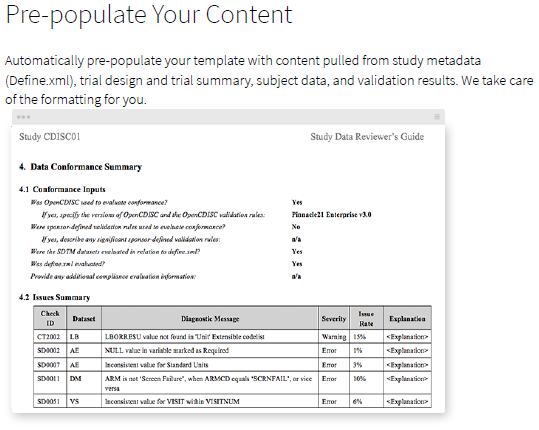 Pre-populate Your Content
Automatically pre-populate your template with content pulled from study metadata
(Define.xml), trial design and trial summary, subject data, and validation results. We take care
of the formatting for you.
Study CDISC01 Study Data Reviewer's Guide
4. Data Conformance Summary
4.1 Conformance Inputs
Was OpenCDISC used to evaluate conformance? Yes
If yes, specify the versions of OpenCDISC and the OpenCDISC validation rules: Pinnacle21 Enterprise v3.0
Were sponsor-defined validation rules used to evaluate conformance? No
If yes, describe any significant sponsor-defined validation rules: n/a
Were the SDTM datasets evaluated in relation to define.xml? Yes
Was define.xml evaluated? Yes
Provide any additional compliance evaluation information: n/a
4.2 Issues Summary
Check ID Dataset Diagnostic Message Severity Issue Rate Explanation
CT2002 LB LBORRESU value not found in 'Unit' Extensible codelist Warning 15% <Explanation>
SD0002 AE NULL value in variable marked as Required Error 1% <Explanation>
SD0007 AE Inconsistent value for Standard Units Error 3% <Explanation>
SD0011 DM ARM is not 'Screen Failure', when ARMCD equals 'SCRNFAIL', or vice Error 10% <Explanation>
versa
SD0051 VS Inconsistent value for VISIT within VISITNUM Error 6% <Explanation>